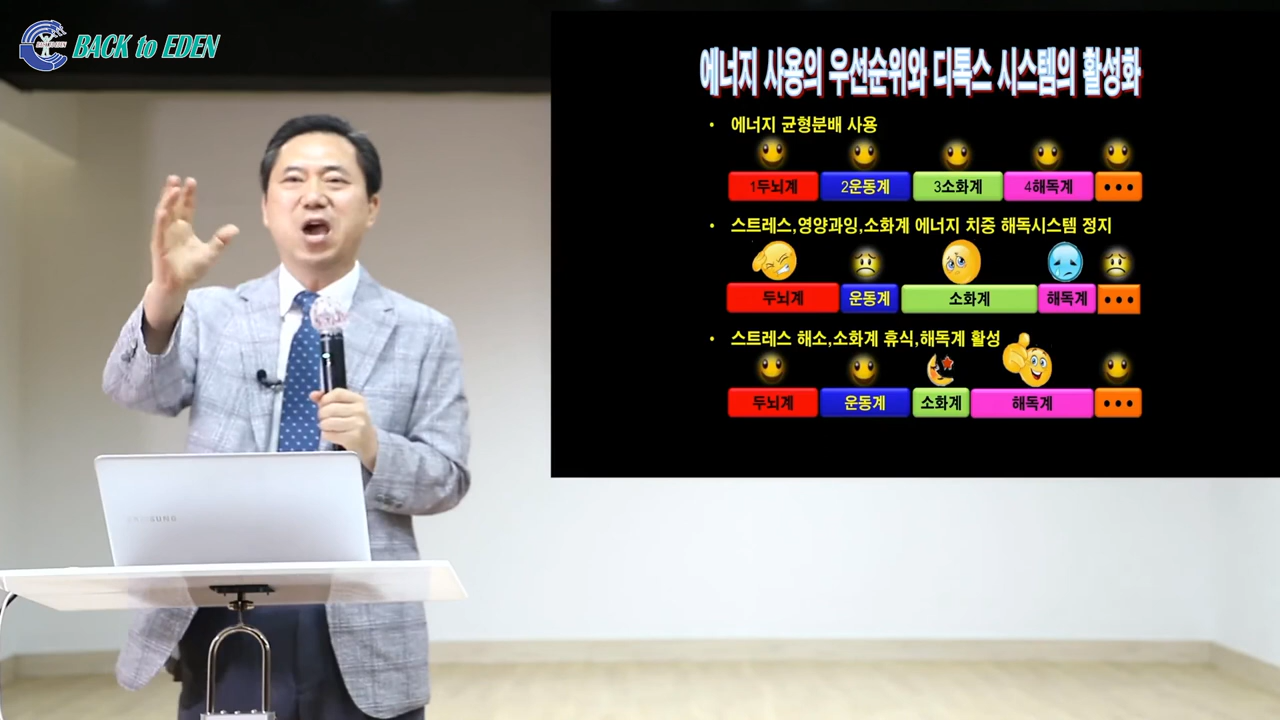 BACK to EDEN
에너지 사용의 우선순위와 디톡스 시스템의 활성화
• 에너지 균형분배 사용
1두뇌계 2운동계 3소화계 4해독계 •••
• 스트레스,영양과잉,소화계 에너지 치중 해독시스템 정지
두뇌계 운동계 소화계 해독계 •••
• 스트레스 해소,소화계 휴식,해독계 활성
두뇌계 운동계 소화계 해독계 •••
SAMSUNG